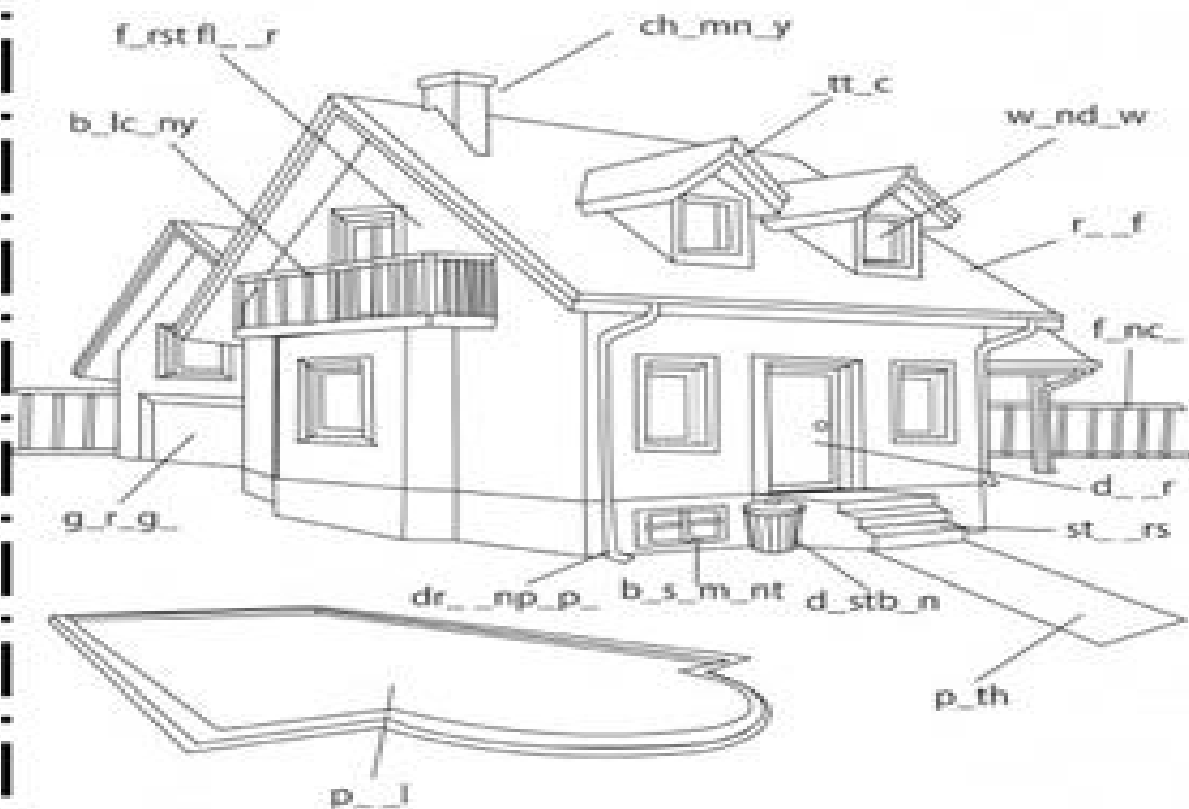 f_rst fl_ _r
ch_mn_y
_tt_c
b_lc_ny
w_nd_w
r_ _f
f_nc_
g_r_g_
d_ _r
st_ _rs
dr_ _np_p_
b_s_m_nt
d_stb_n
p_th
p_ _l